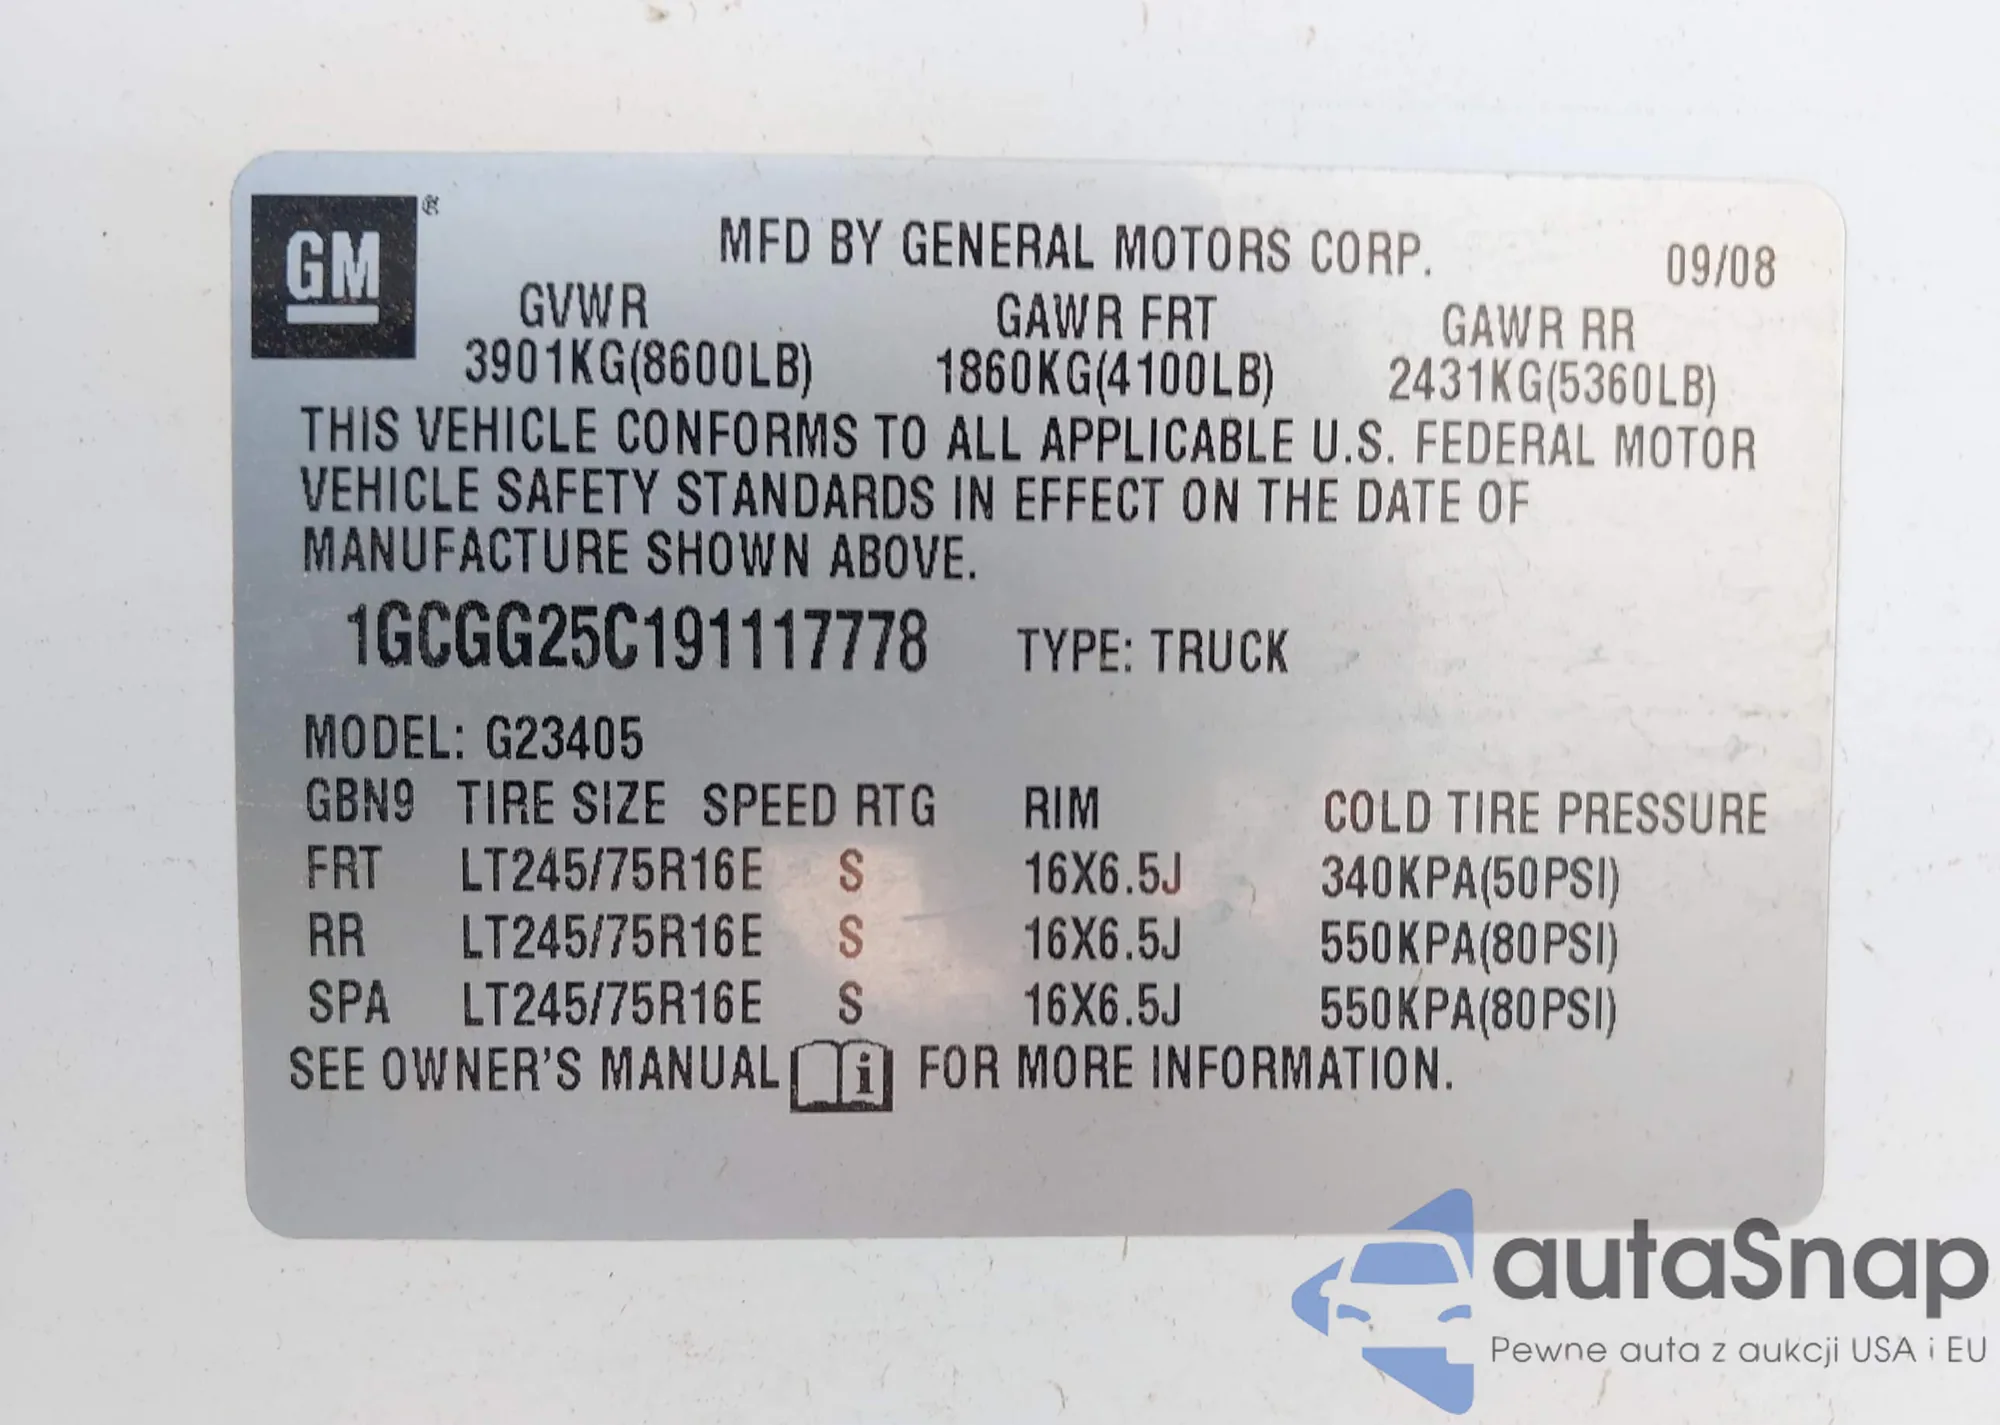 GM®
MFD BY GENERAL MOTORS CORP. 09/08
GVWR GAWR FRT GAWR RR
3901KG(8600LB) 1860KG(4100LB) 2431KG(5360LB)
THIS VEHICLE CONFORMS TO ALL APPLICABLE U.S. FEDERAL MOTOR
VEHICLE SAFETY STANDARDS IN EFFECT ON THE DATE OF
MANUFACTURE SHOWN ABOVE.
1GCGG25C191117778 TYPE: TRUCK
MODEL: G23405
GBN9 TIRE SIZE SPEED RTG RIM COLD TIRE PRESSURE
FRT LT245/75R16E S 16X6.5J 340KPA(50PSI)
RR LT245/75R16E S 16X6.5J 550KPA(80PSI)
SPA LT245/75R16E S 16X6.5J 550KPA(80PSI)
SEE OWNER'S MANUAL i FOR MORE INFORMATION.
autaSnap
Pewne auta z aukcji USA i EU